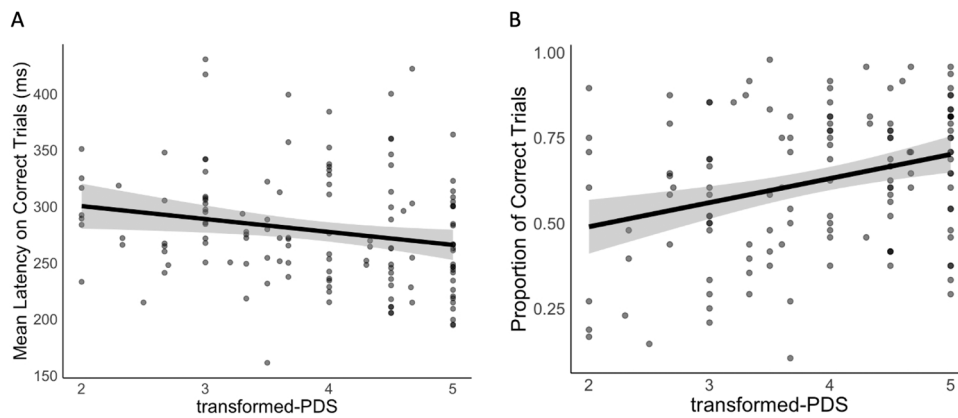 A
Mean Latency on Correct Trials (ms)
400
350
300
250
200
150
2 3 4 5
transformed-PDS
B
Proportion of Correct Trials
1.00
0.75
0.50
0.25
2 3 4 5
transformed-PDS